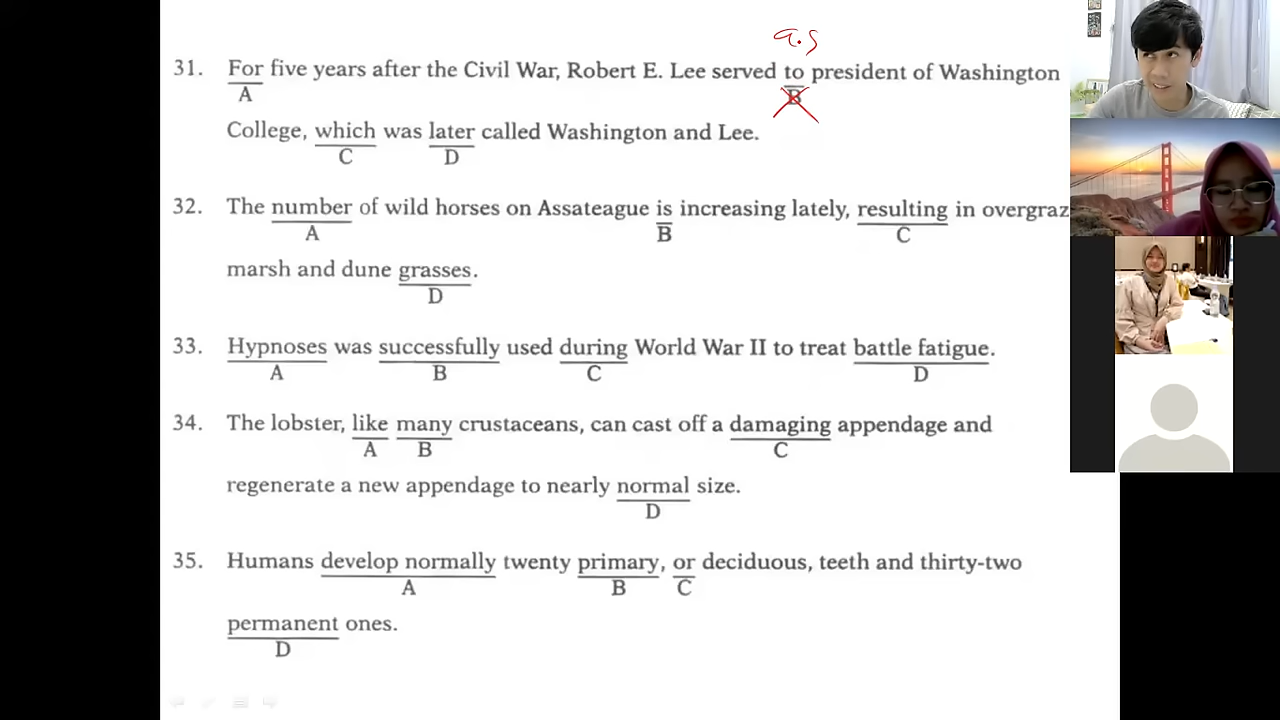 a.s
31. For five years after the Civil War, Robert E. Lee served to president of Washington
A B
College, which was later called Washington and Lee.
C D
32. The number of wild horses on Assateague is increasing lately, resulting in overgraz
A B C
marsh and dune grasses.
D
33. Hypnoses was successfully used during World War II to treat battle fatigue.
A B C D
34. The lobster, like many crustaceans, can cast off a damaging appendage and
A B C
regenerate a new appendage to nearly normal size.
D
35. Humans develop normally twenty primary, or deciduous, teeth and thirty-two
A B C
permanent ones.
D